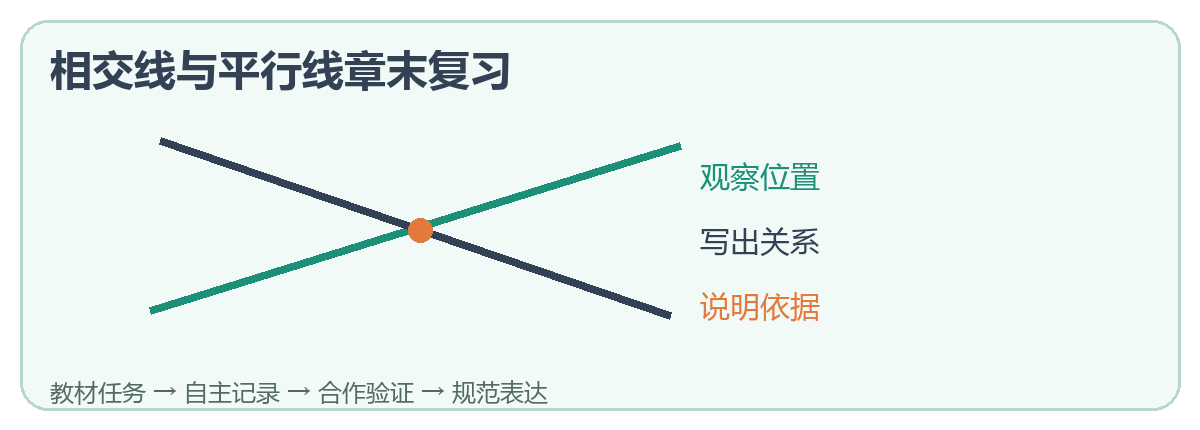 相交线与平行线章末复习
观察位置
写出关系
说明依据
教材任务 → 自主记录 → 合作验证 → 规范表达